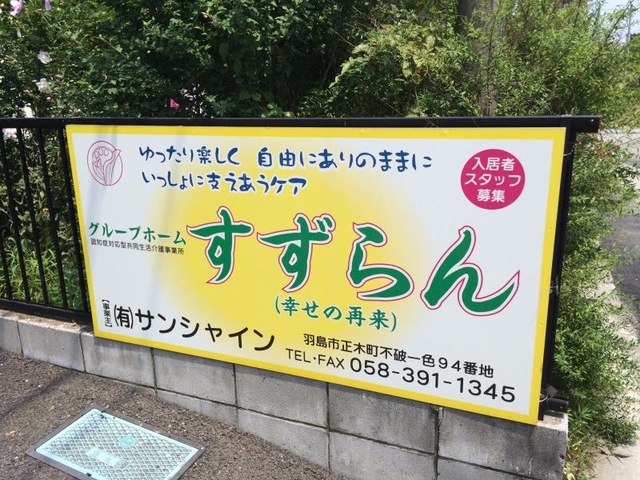 ゆったり楽しく 自由にありのままに
いっしょに支えあうケア
入居者
スタッフ
募集
グループホーム
認知症対応型共同生活介護事業所
すずらん
(幸せの再来)
【事業主】
(有)サンシャイン
羽島市正木町不破一色94番地
TEL・FAX 058-391-1345